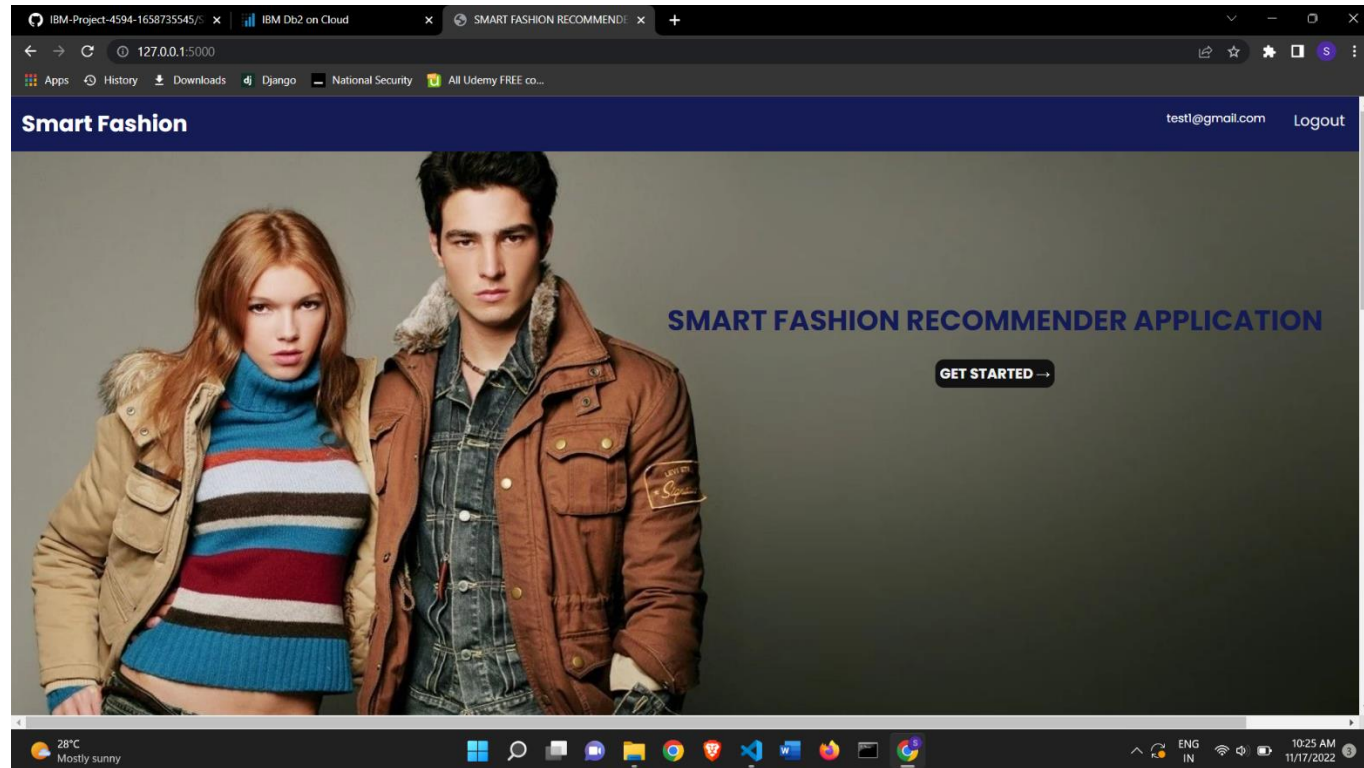 IBM-Project-4594-1658735545/S
IBM Db2 on Cloud
SMART FASHION RECOMMENDE
127.0.0.1:5000
S
Apps
History
Downloads
dj Django
National Security
All Udemy FREE co...
Smart Fashion
test1@gmail.com
Logout
SMART FASHION RECOMMENDER APPLICATION
GET STARTED →
28°C
Mostly sunny
ENG
IN
10:25 AM
11/17/2022
3